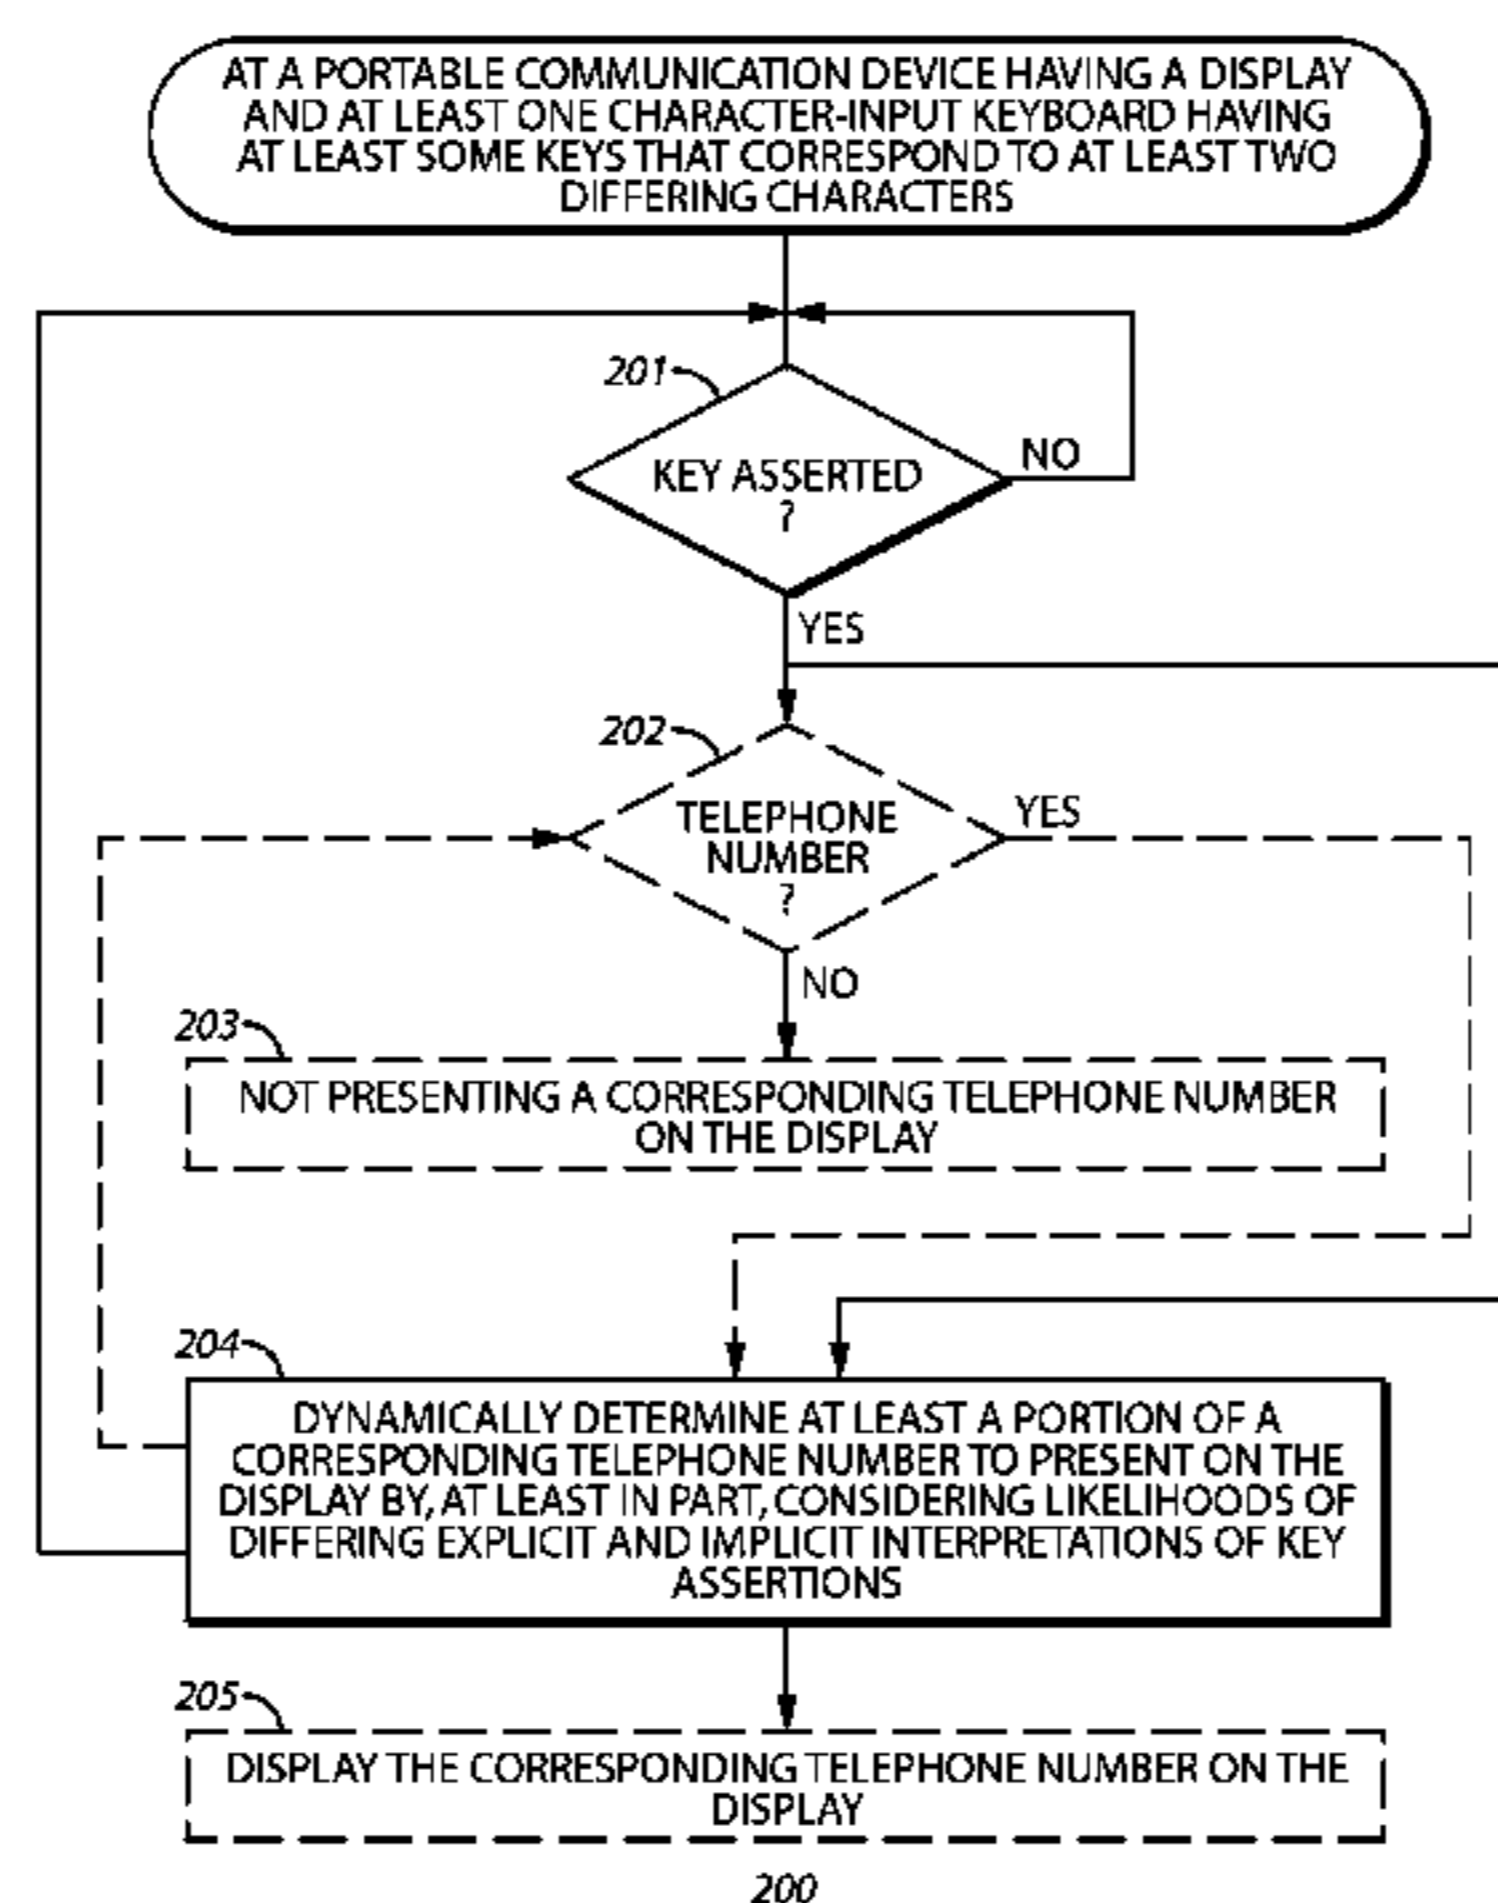 AT A PORTABLE COMMUNICATION DEVICE HAVING A DISPLAY
AND AT LEAST ONE CHARACTER-INPUT KEYBOARD HAVING
AT LEAST SOME KEYS THAT CORRESPOND TO AT LEAST TWO
DIFFERING CHARACTERS
201
KEY ASSERTED
?
NO
YES
202
TELEPHONE
NUMBER
?
YES
NO
203
NOT PRESENTING A CORRESPONDING TELEPHONE NUMBER
ON THE DISPLAY
204
DYNAMICALLY DETERMINE AT LEAST A PORTION OF A
CORRESPONDING TELEPHONE NUMBER TO PRESENT ON THE
DISPLAY BY, AT LEAST IN PART, CONSIDERING LIKELIHOODS OF
DIFFERING EXPLICIT AND IMPLICIT INTERPRETATIONS OF KEY
ASSERTIONS
205
DISPLAY THE CORRESPONDING TELEPHONE NUMBER ON THE
DISPLAY
200